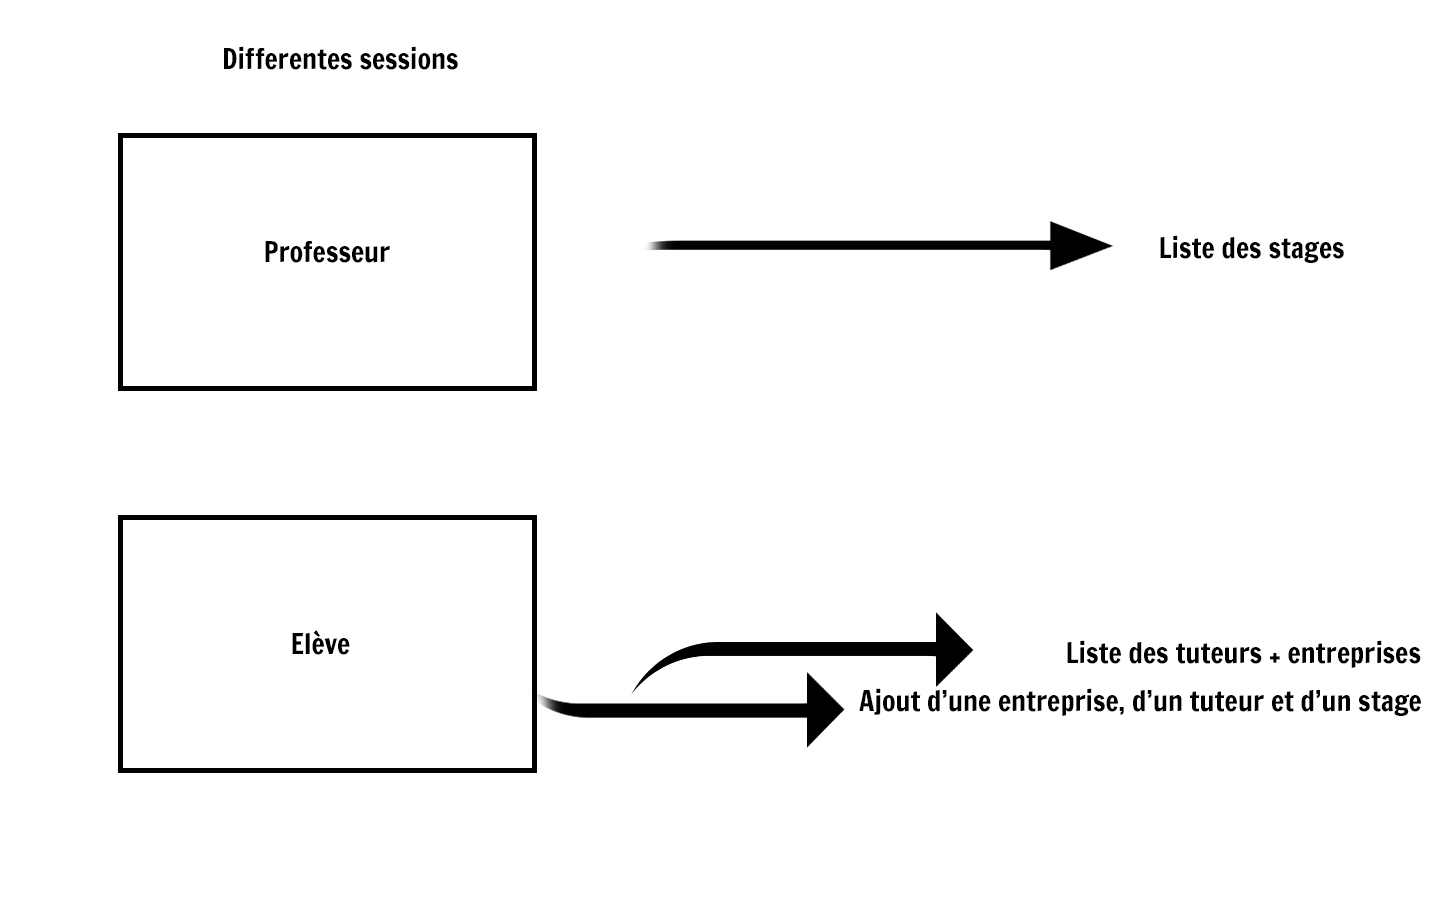 Differentes sessions
Professeur
Liste des stages
Elève
Liste des tuteurs + entreprises
Ajout d’une entreprise, d’un tuteur et d’un stage